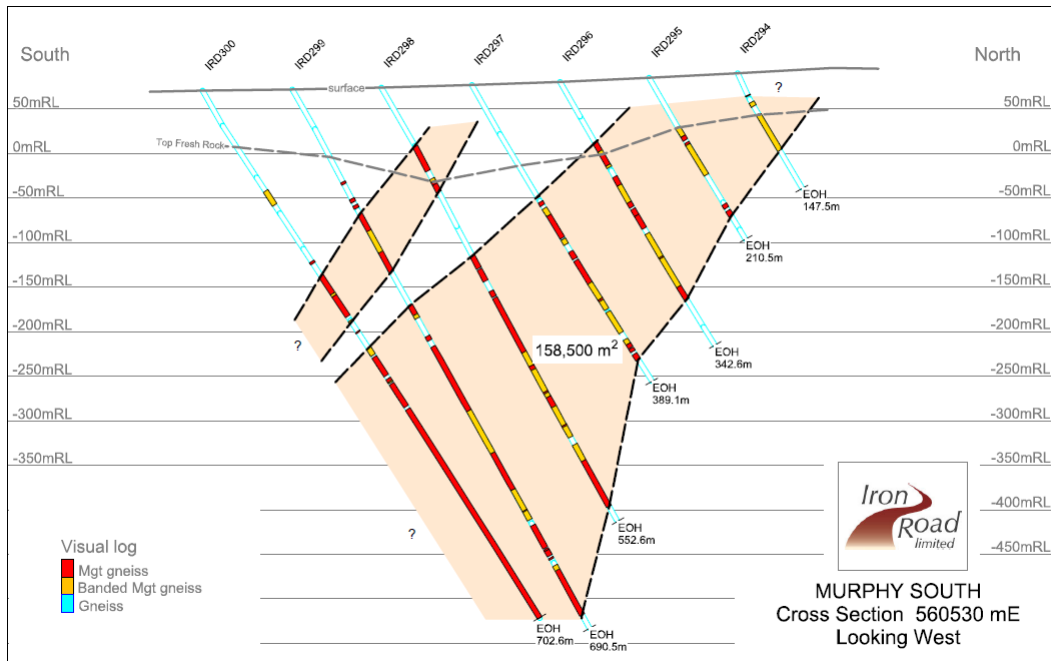 South
IRD300
IRD299
IRD298
IRD297
IRD296
IRD295
IRD294
North
surface
?
50mRL
50mRL
Top Fresh Rock
0mRL
0mRL
-50mRL
-50mRL
EOH
147.5m
-100mRL
-100mRL
EOH
210.5m
-150mRL
-150mRL
-200mRL
-200mRL
?
158,500 m²
EOH
342.6m
-250mRL
-250mRL
EOH
389.1m
-300mRL
-300mRL
-350mRL
-350mRL
-400mRL
EOH
552.6m
?
-450mRL
Iron
Road
limited
Visual log
Mgt gneiss
Banded Mgt gneiss
Gneiss
EOH
702.6m
EOH
690.5m
MURPHY SOUTH
Cross Section 560530 mE
Looking West